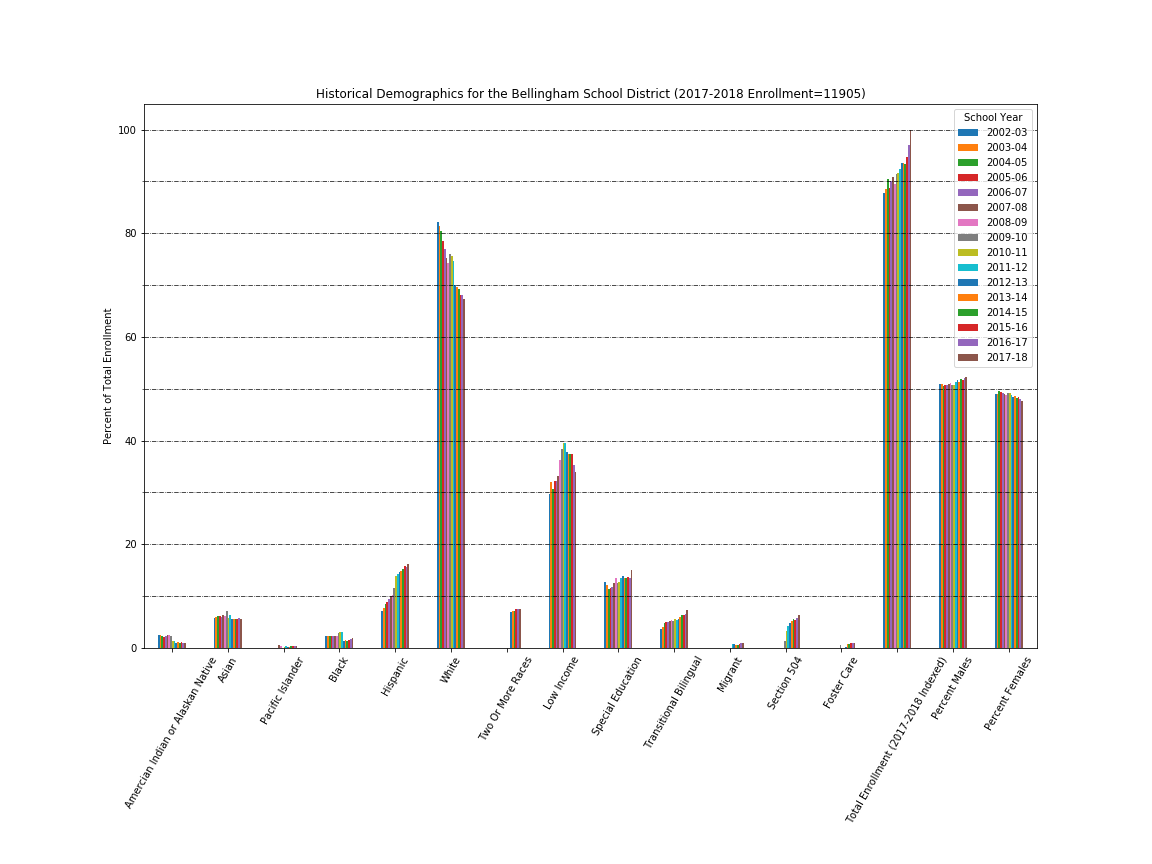 Historical Demographics for the Bellingham School District (2017-2018 Enrollment=11905)
Percent of Total Enrollment
100
80
60
40
20
0
School Year
2002-03
2003-04
2004-05
2005-06
2006-07
2007-08
2008-09
2009-10
2010-11
2011-12
2012-13
2013-14
2014-15
2015-16
2016-17
2017-18
Amercian Indian or Alaskan Native
Asian
Pacific Islander
Black
Hispanic
White
Two Or More Races
Low Income
Special Education
Transitional Bilingual
Migrant
Section 504
Foster Care
Total Enrollment (2017-2018 Indexed)
Percent Males
Percent Females